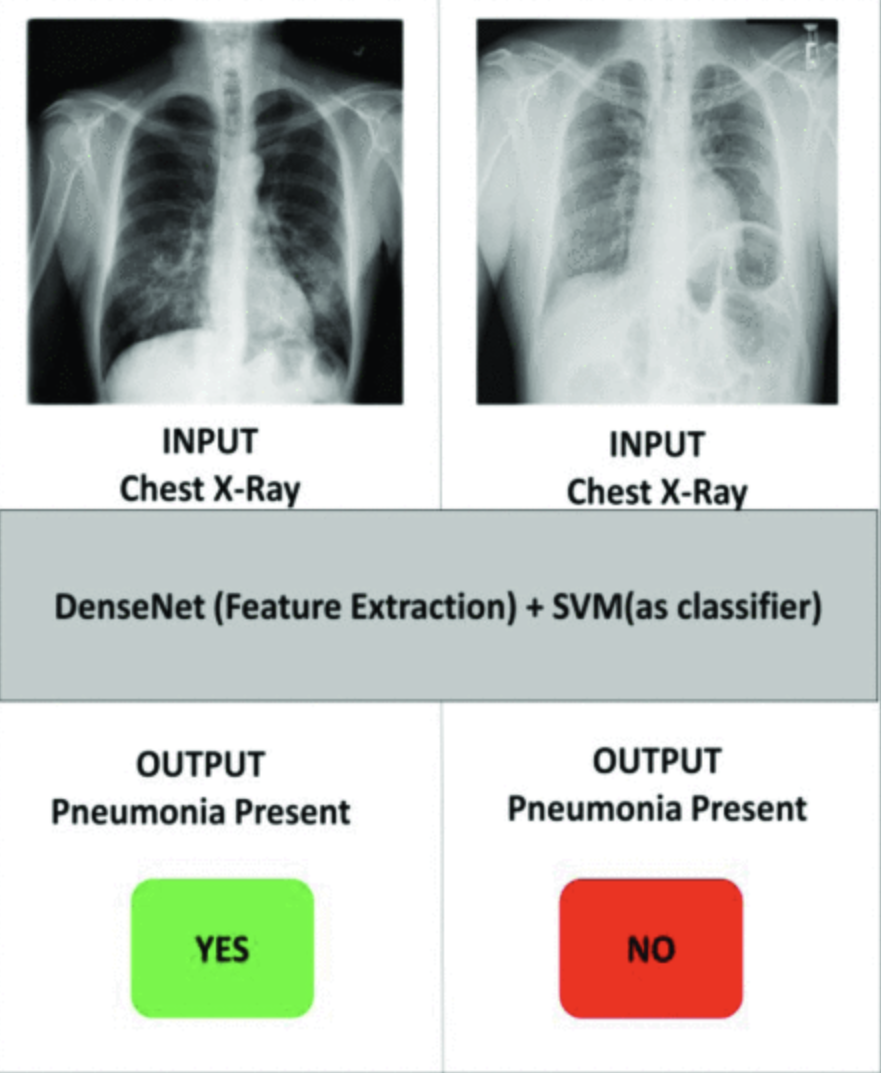 INPUT
Chest X-Ray
INPUT
Chest X-Ray
DenseNet (Feature Extraction) + SVM(as classifier)
OUTPUT
Pneumonia Present
YES
OUTPUT
Pneumonia Present
NO